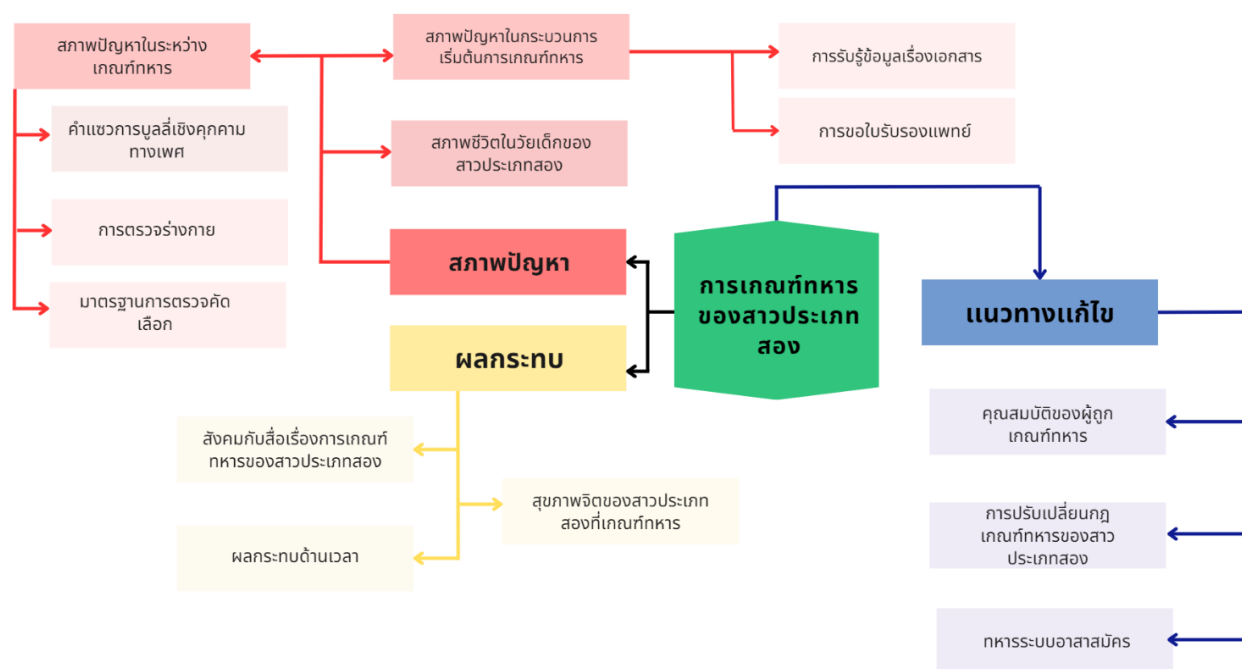 สภาพปัญหาในระหว่าง
เกณฑ์ทหาร
สภาพปัญหาในกระบวนการ
เริ่มต้นการเกณฑ์ทหาร
การรับรู้ข้อมูลเรื่องเอกสาร
คำแซวการบูลลี่เชิงคุกคาม
ทางเพศ
การขอใบรับรองแพทย์
สภาพชีวิตในวัยเด็กของ
สาวประเภทสอง
การตรวจร่างกาย
สภาพปัญหา
มาตรฐานการตรวจคัด
เลือก
การเกณฑ์ทหาร
ของสาวประเภท
สอง
แนวทางแก้ไข
ผลกระทบ
คุณสมบัติของผู้ถูก
เกณฑ์ทหาร
สังคมกับสื่อเรื่องการเกณฑ์
ทหารของสาวประเภทสอง
สุขภาพจิตของสาวประเภท
สองที่เกณฑ์ทหาร
การปรับเปลี่ยนกฎ
เกณฑ์ทหารของสาว
ประเภทสอง
ผลกระทบด้านเวลา
ทหารระบบอาสาสมัคร